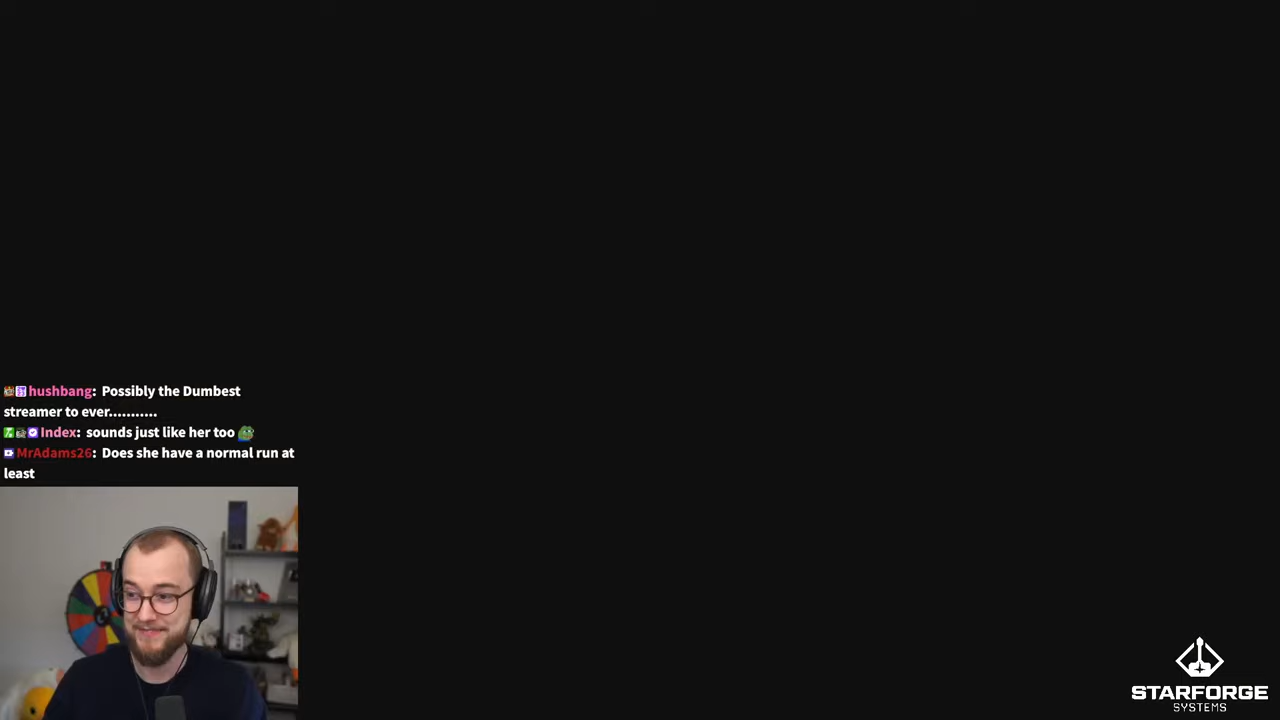 hushbang: Possibly the Dumbest
streamer to ever...........
Index: sounds just like her too
MrAdams26: Does she have a normal run at
least
STARFORGE
SYSTEMS